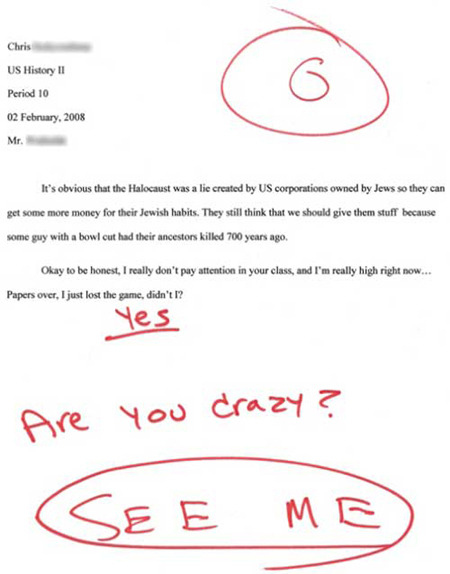 Chris
0
US History II
Period 10
02 February, 2008
Mr.
It's obvious that the Halocaust was a lie created by US corporations owned by Jews so they can
get some more money for their Jewish habits. They still think that we should give them stuff because
some guy with a bowl cut had their ancestors killed 700 years ago.
Okay to be honest, I really don't pay attention in your class, and I'm really high right now…
Papers over, I just lost the game, didn't I?
Yes
Are you crazy?
SEE ME